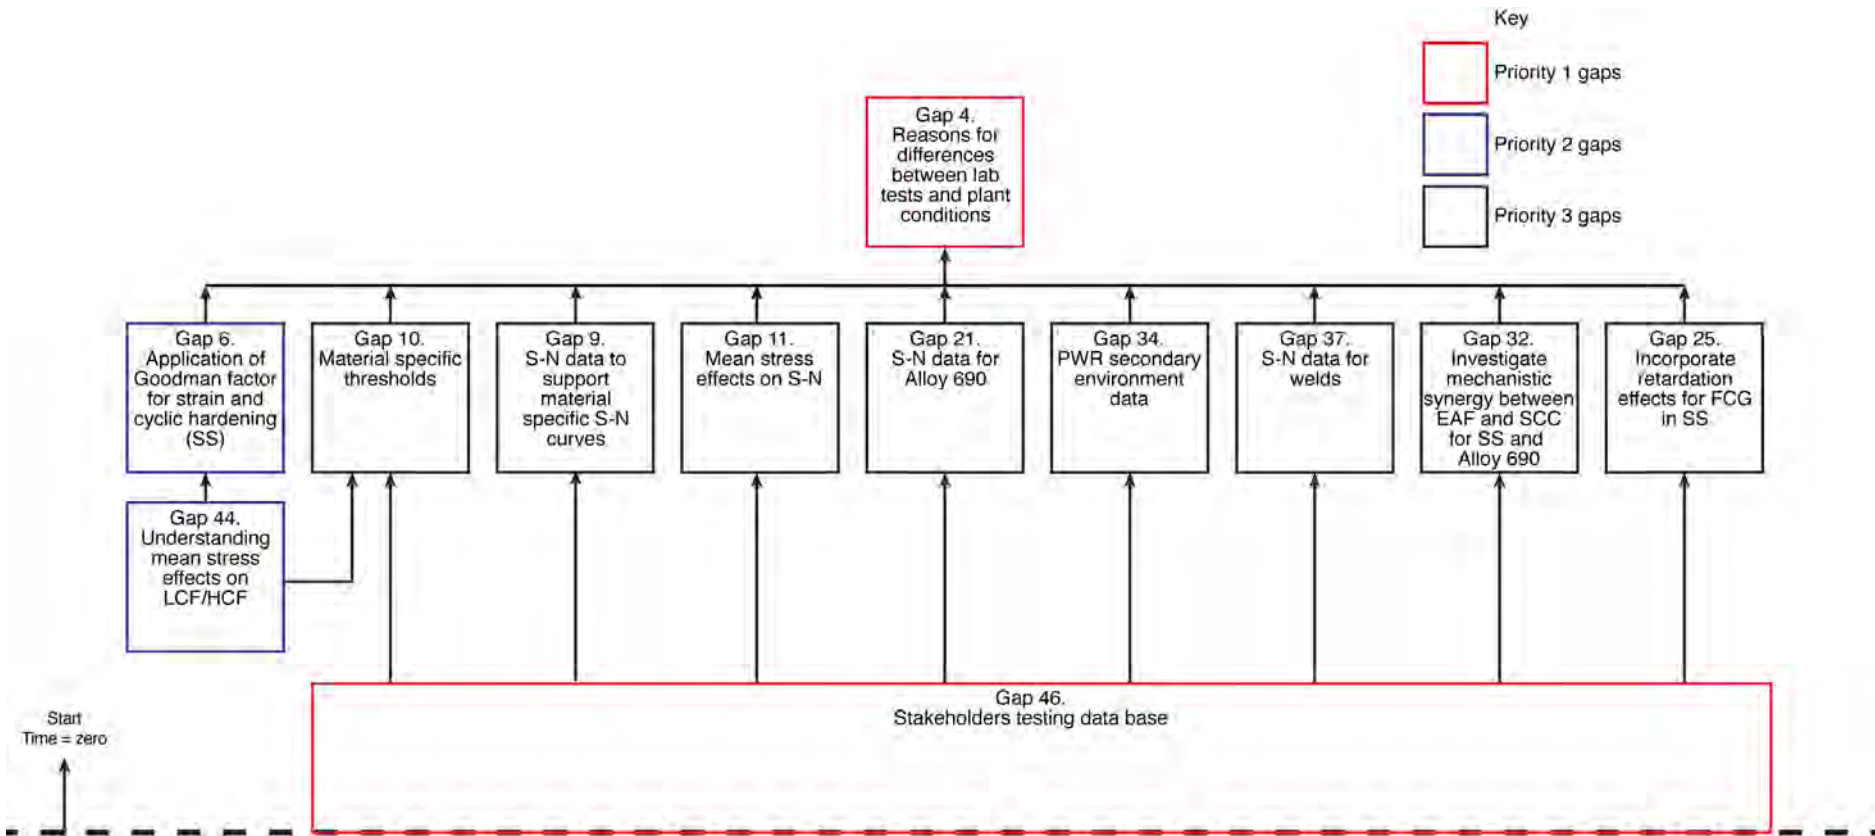 Key
Priority 1 gaps
Priority 2 gaps
Priority 3 gaps
Gap 4.
Reasons for
differences
between lab
tests and plant
conditions
Gap 6.
Application of
Goodman factor
for strain and
cyclic hardening
(SS)
Gap 10.
Material specific
thresholds
Gap 9.
S-N data to
support
material
specific S-N
curves
Gap 11.
Mean stress
effects on S-N
Gap 21.
S-N data for
Alloy 690
Gap 34.
PWR secondary
environment
data
Gap 37.
S-N data for
welds
Gap 32.
Investigate
mechanistic
synergy between
EAF and SCC
for SS and
Alloy 690
Gap 25.
Incorporate
retardation
effects for FCG
in SS
Gap 44.
Understanding
mean stress
effects on
LCF/HCF
Gap 46.
Stakeholders testing data base
Start
Time = zero